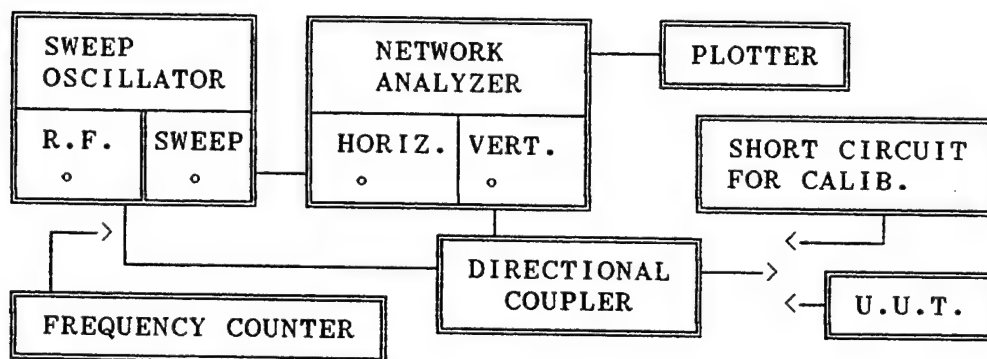 SWEEP
OSCILLATOR
R.F.
SWEEP
NETWORK
ANALYZER
HORIZ.
VERT.
PLOTTER
SHORT CIRCUIT
FOR CALIB.
DIRECTIONAL
COUPLER
U.U.T.
FREQUENCY COUNTER